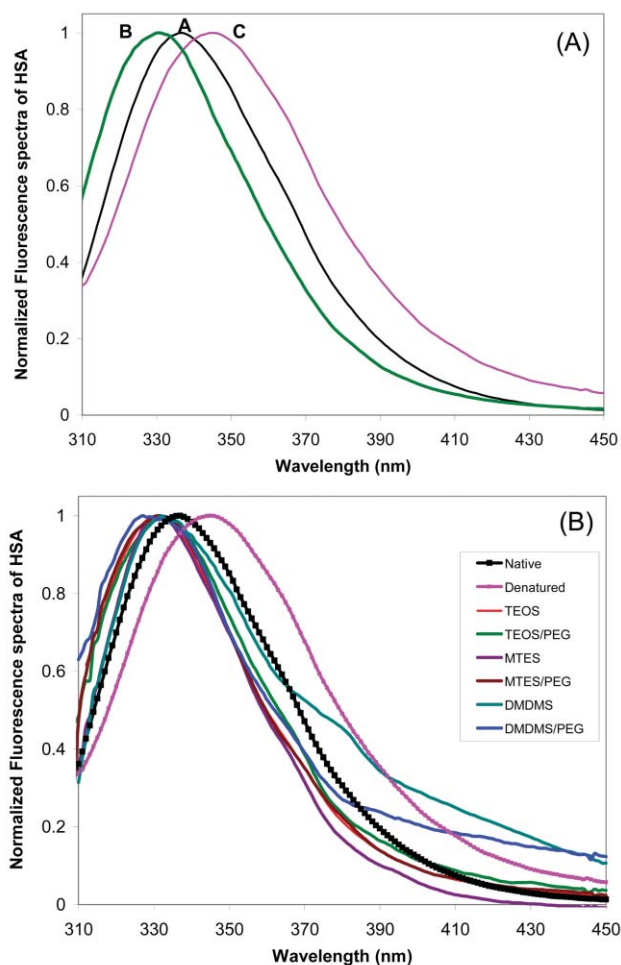 B A C
(A)
1
0.8
0.6
0.4
0.2
0
Normalized Fluorescence spectra of HSA
310 330 350 370 390 410 430 450
Wavelength (nm)
(B)
1
0.8
0.6
0.4
0.2
0
Normalized Fluorescence spectra of HSA
Native
Denatured
TEOS
TEOS/PEG
MTES
MTES/PEG
DMDMS
DMDMS/PEG
310 330 350 370 390 410 430 450
Wavelength (nm)